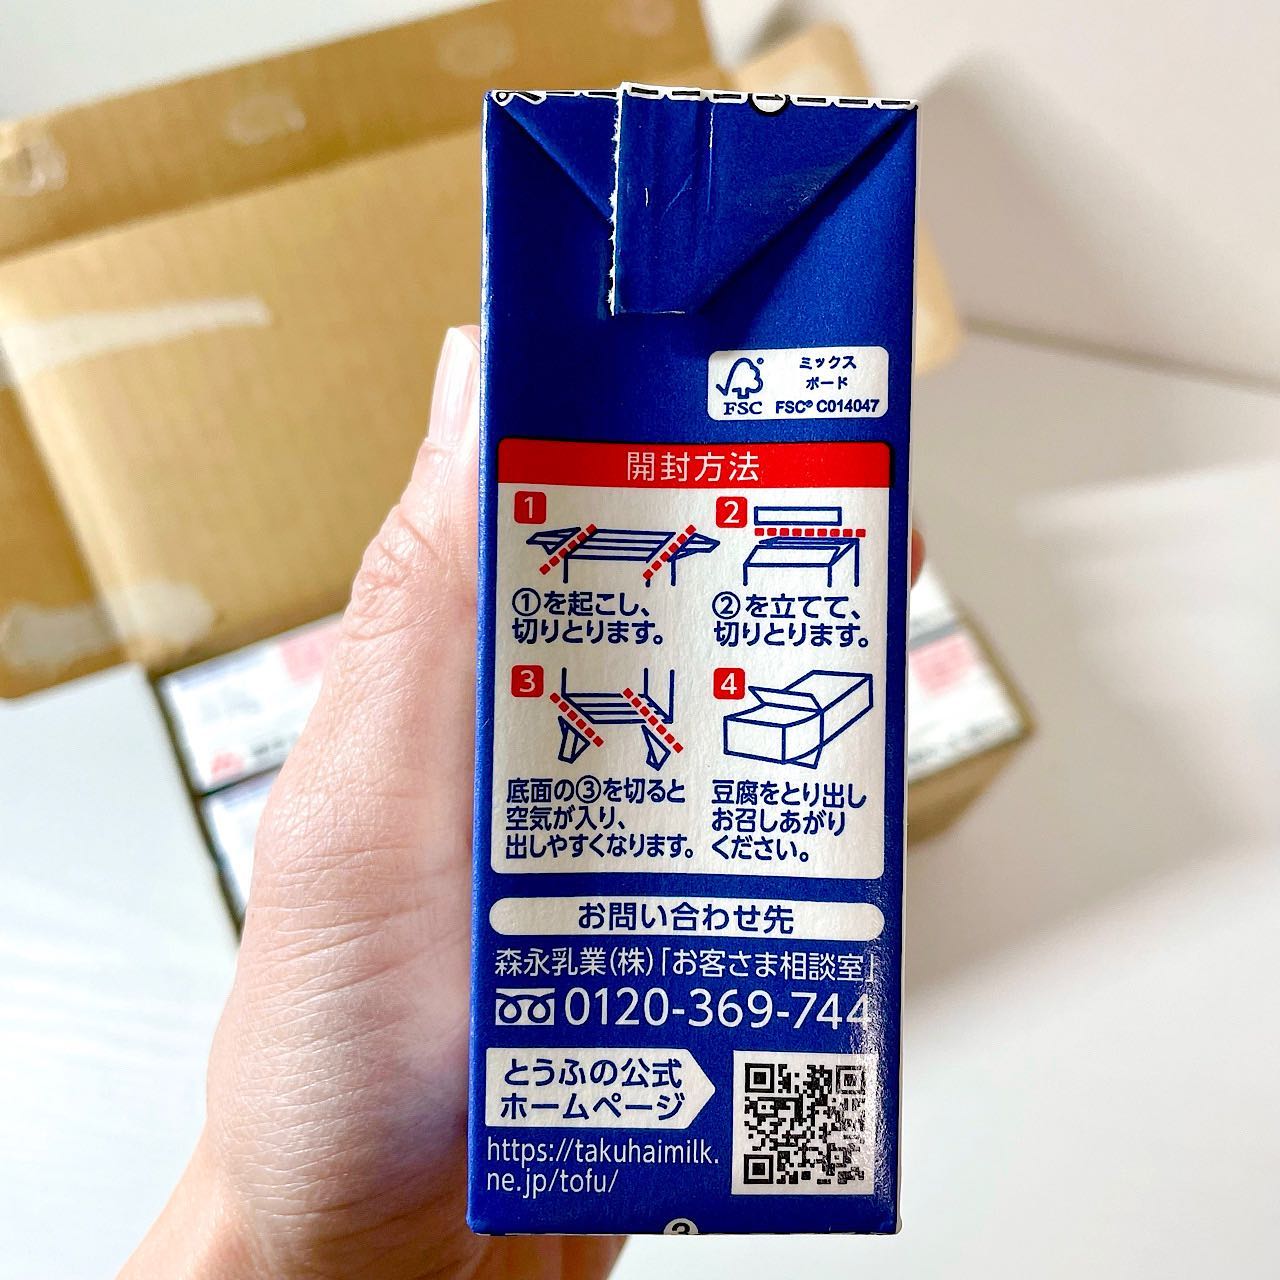 ミックス
ボード
FSC
FSC® C014047
開封方法
1
①を起こし、
切りとります。
2
②を立てて、
切りとります。
3
底面の③を切ると
空気が入り、
出しやすくなります。
4
豆腐をとり出し
お召しあがり
ください。
お問い合わせ先
森永乳業(株)「お客さま相談室」
0120-369-744
とうふの公式
ホームページ
https://takuhaimilk.
ne.jp/tofu/